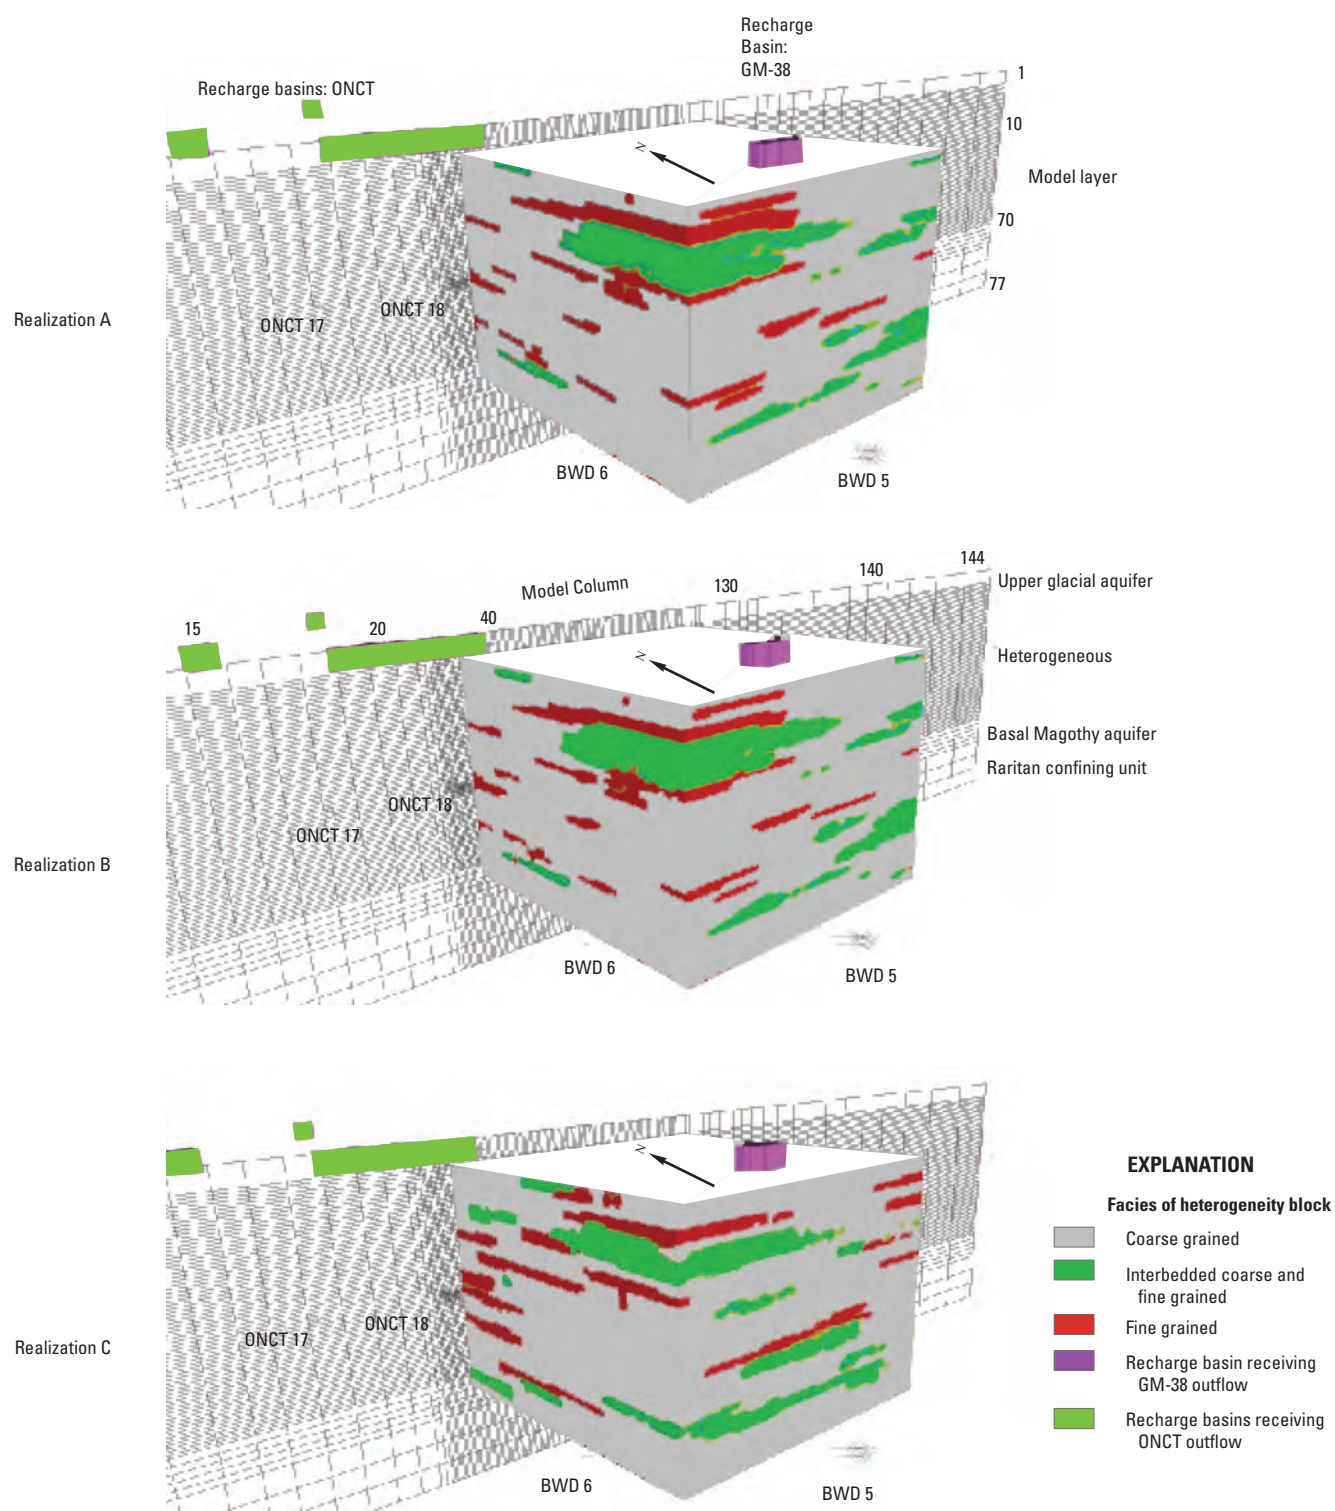 Recharge
Basin:
GM-38
Recharge basins: ONCT
1
10
Model layer
70
77
N
Realization A
ONCT 17
ONCT 18
BWD 6
BWD 5
Model Column
15
20
40
130
140
144
Upper glacial aquifer
Heterogeneous
Basal Magothy aquifer
Raritan confining unit
N
Realization B
ONCT 17
ONCT 18
BWD 6
BWD 5
N
Realization C
ONCT 17
ONCT 18
BWD 6
BWD 5
EXPLANATION
Facies of heterogeneity block
Coarse grained
Interbedded coarse and
fine grained
Fine grained
Recharge basin receiving
GM-38 outflow
Recharge basins receiving
ONCT outflow